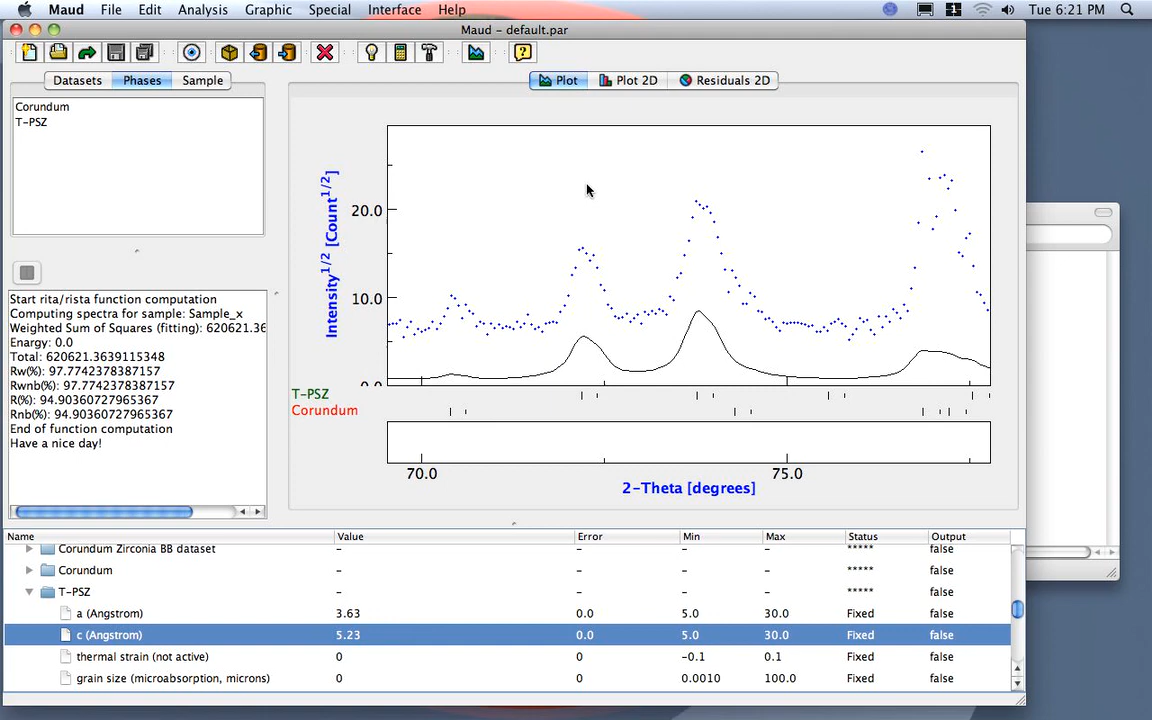 Maud File Edit Analysis Graphic Special Interface Help 1 Tue 6:21 PM
Maud – default.par
Datasets Phases Sample
Plot Plot 2D Residuals 2D
Corundum
T-PSZ
Start rita/rista function computation
Computing spectra for sample: Sample_x
Weighted Sum of Squares (fitting): 620621.36
Energy: 0.0
Total: 620621.3639115348
Rw(%): 97.7742378387157
Rwnb(%): 97.7742378387157
R(%): 94.90360727965367
Rnb(%): 94.90360727965367
End of function computation
Have a nice day!
Intensity1/2 [Count1/2]
20.0
10.0
0.0
T-PSZ
Corundum
70.0 75.0
2-Theta [degrees]
Name Value Error Min Max Status Output
Corundum Zirconia BB dataset – – – – ***** false
Corundum – – – – ***** false
T-PSZ – – – – ***** false
a (Angstrom) 3.63 0.0 5.0 30.0 Fixed false
c (Angstrom) 5.23 0.0 5.0 30.0 Fixed false
thermal strain (not active) 0 0 -0.1 0.1 Fixed false
grain size (microabsorption, microns) 0 0 0.0010 100.0 Fixed false